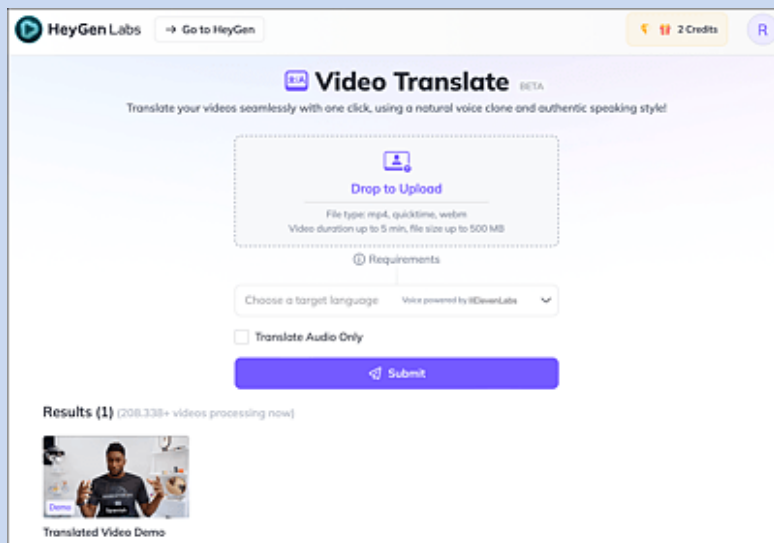 HeyGen Labs → Go to HeyGen 2 Credits R
Video Translate BETA
Translate your videos seamlessly with one click, using a natural voice clone and authentic speaking style!
Drop to Upload
File type: mp4, quicktime, webm
Video duration up to 5 min, file size up to 500 MB
Requirements
Choose a target language Voice powered by IIElevenLabs
Translate Audio Only
Submit
Results (1) (208.338+ videos processing now)
Demo
Translated Video Demo